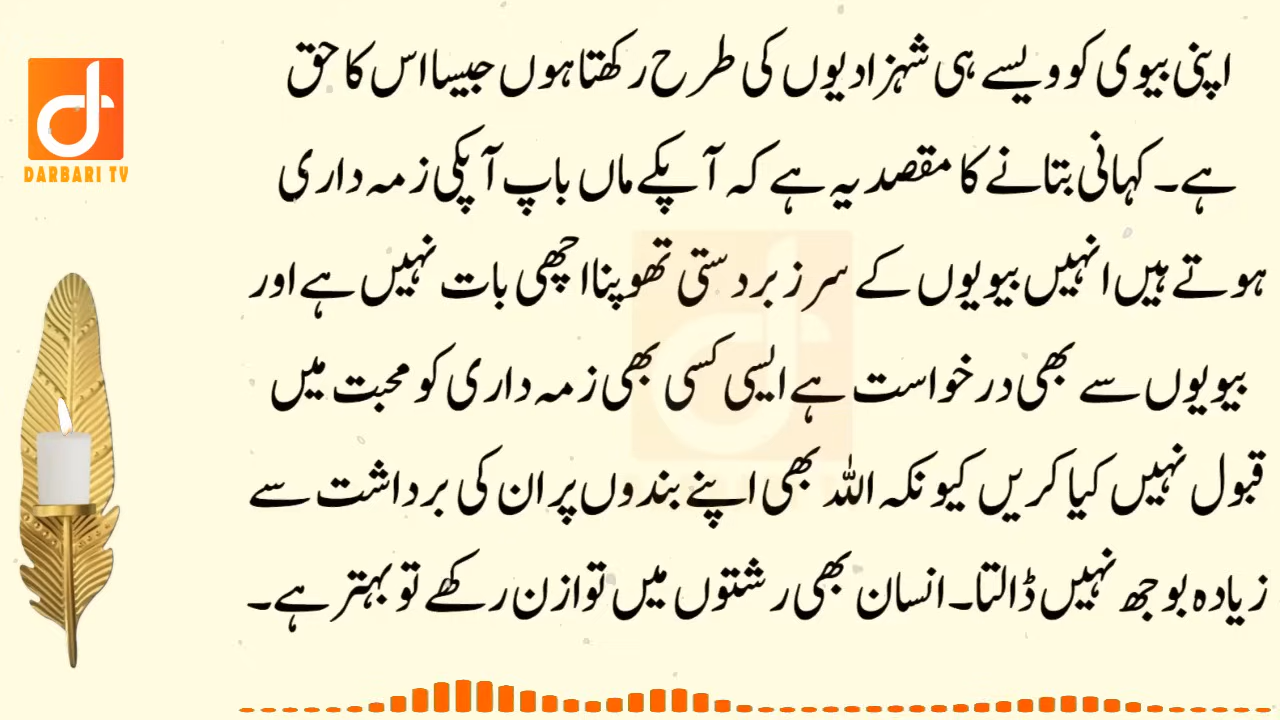 اپنی بیوی کو ویسے ہی شہزادیوں کی طرح رکھتا ہوں جیسا اس کا حق
ہے۔ کہانی بتانے کا مقصد یہ ہے کہ آپکے ماں باپ آپکی زمہ داری
ہوتے ہیں انہیں بیویوں کے سر زبردستی تھوپنا اچھی بات نہیں ہے اور
بیویوں سے بھی درخواست ہے ایسی کسی بھی زمہ داری کو محبت میں
قبول نہیں کیا کریں کیونکہ اللہ بھی اپنے بندوں پر ان کی برداشت سے
زیادہ بوجھ نہیں ڈالتا۔ انسان بھی رشتوں میں توازن رکھے تو بہتر ہے۔
DARBARI TV